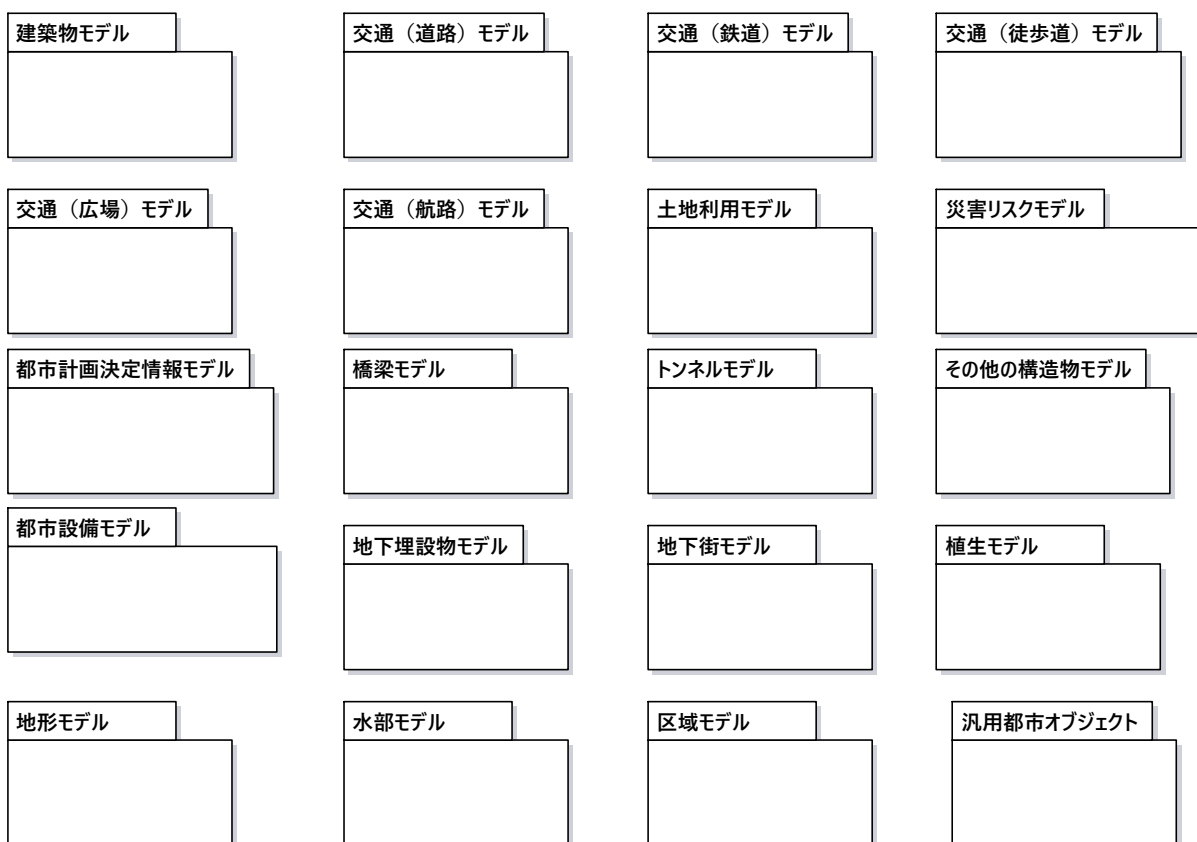 建築物モデル
交通（道路）モデル
交通（鉄道）モデル
交通（徒歩道）モデル
交通（広場）モデル
交通（航路）モデル
土地利用モデル
災害リスクモデル
都市計画決定情報モデル
橋梁モデル
トンネルモデル
その他の構造物モデル
都市設備モデル
地下埋設物モデル
地下街モデル
植生モデル
地形モデル
水部モデル
区域モデル
汎用都市オブジェクト